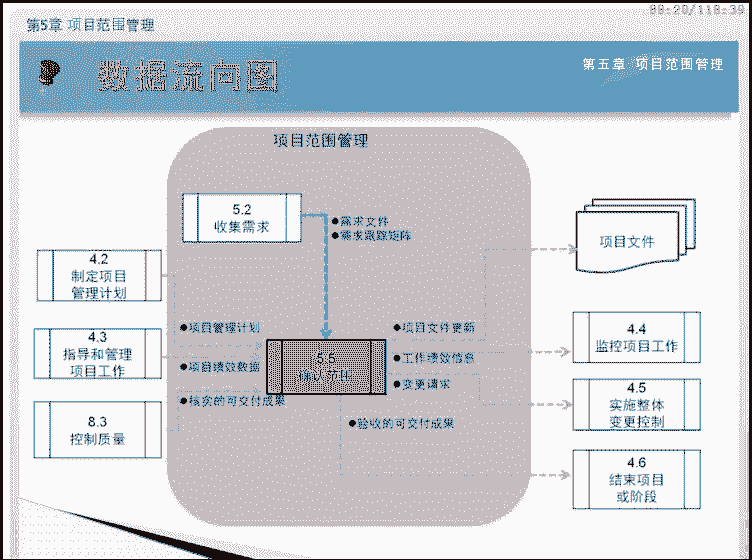 第5章 项目范围管理
数据流向图
第五章 项目范围管理
项目范围管理
5.2
收集需求
●需求文件
●需求跟踪矩阵
项目文件
4.2
制定项目
管理计划
●项目管理计划
●项目文件更新
4.3
指导和管理
项目工作
●项目绩效数据
5.5
确认范围
●工作绩效信息
●变更请求
4.4
监控项目工作
8.3
控制质量
●核实的可交付成果
●验收的可交付成果
4.5
实施整体
变更控制
4.6
结束项目
或阶段